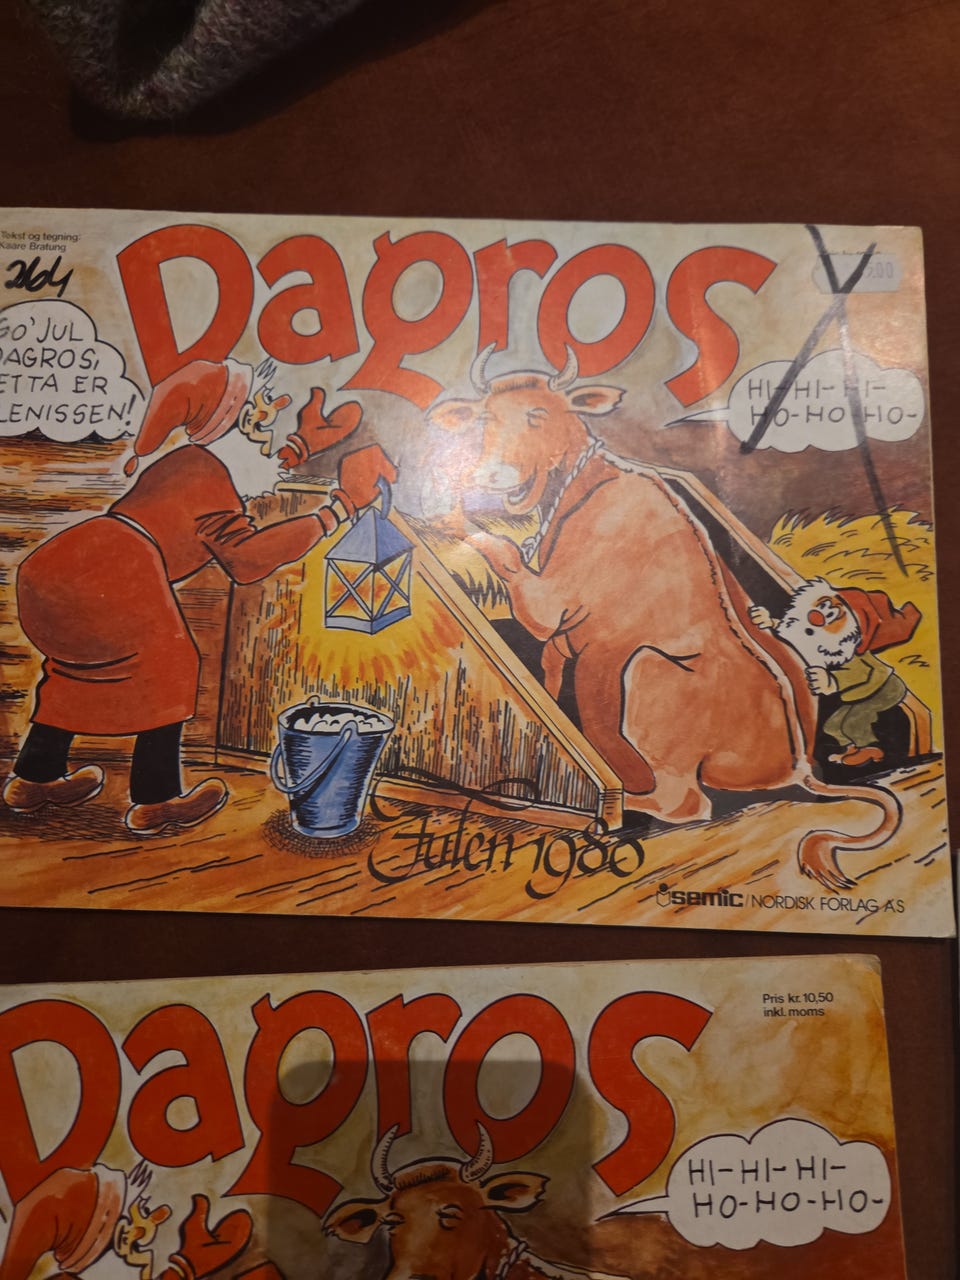 Tekst og tegning:
Kaare Bratung
264
Dagros
GO' JUL
DAGROS,
ETTA ER
LENISSEN!
HI-HI-HI-
HO-HO-HO-
Julen 1980
semic/NORDISK FORLAG A.S
Dagros
Pris kr. 10,50
inkl. moms
HI-HI-HI-
HO-HO-HO-